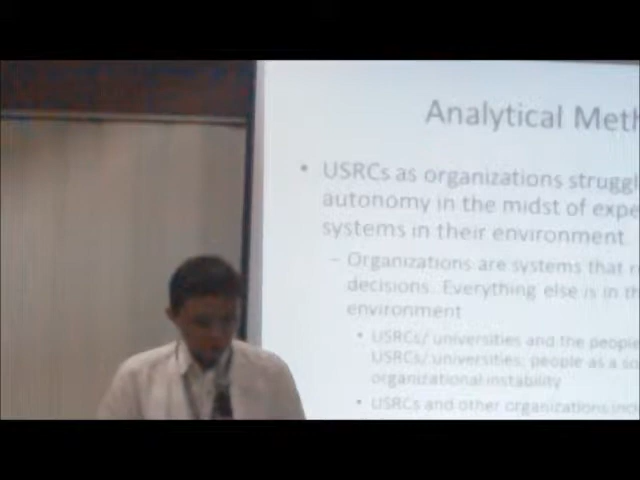 Analytical Meth
• USRCs as organizations struggl
autonomy in the midst of expe
systems in their environment
– Organizations are systems that
decisions. Everything else is in th
environment
• USRCs/ universities and the people
USRCs/ universities; people as a so
organizational instability
• USRCs and other organizations incl